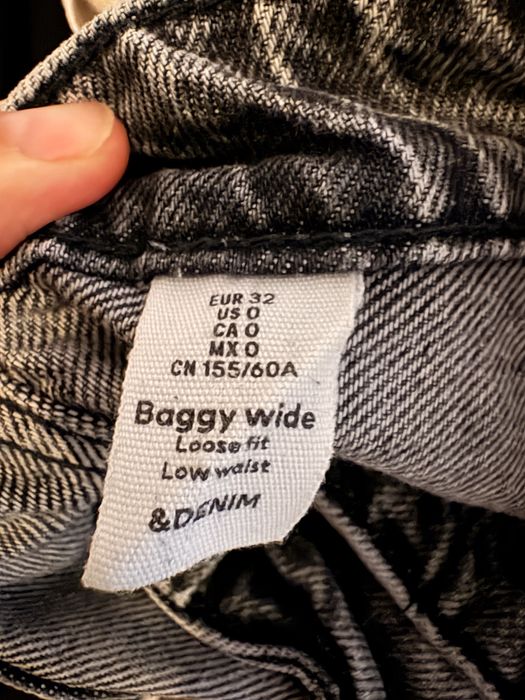 EUR 32
US 0
CA 0
MX 0
CN 155/60A
Baggy wide
Loose fit
Low waist
&DENIM